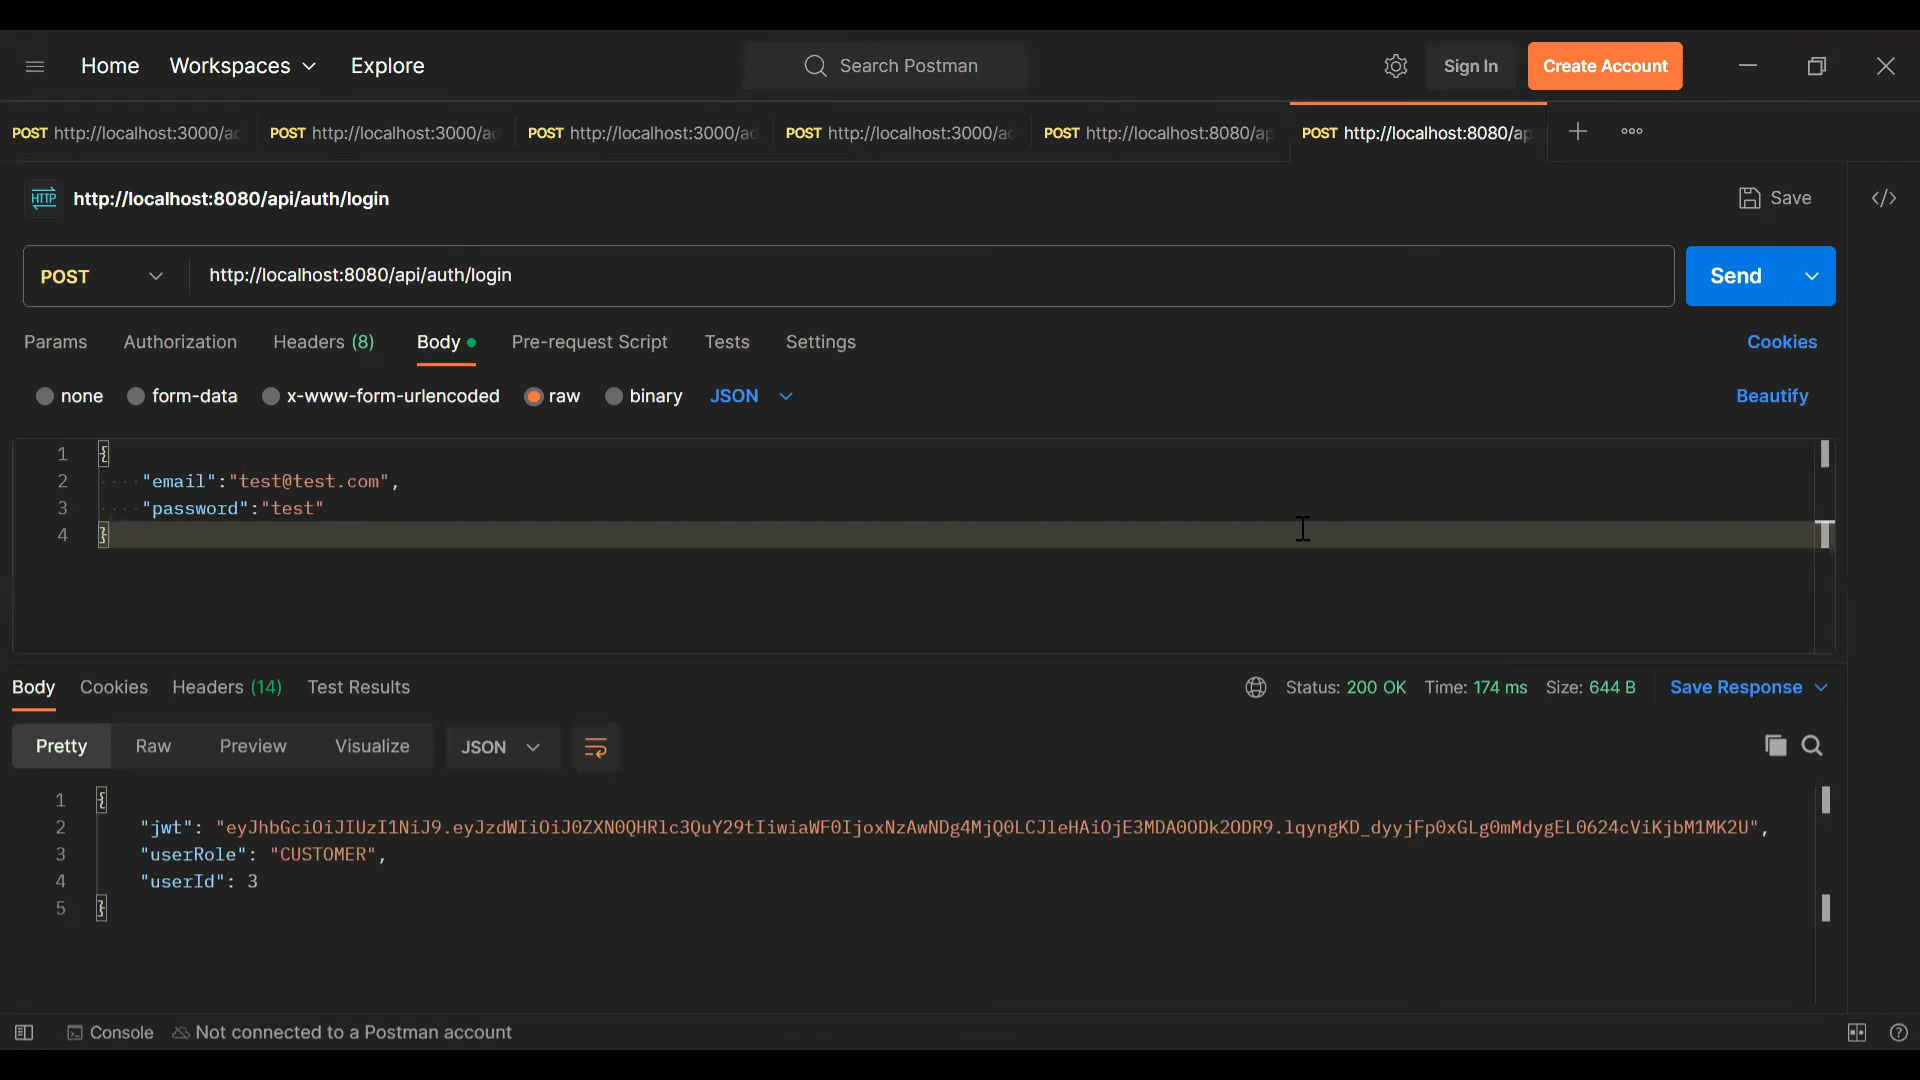 Home Workspaces Explore Search Postman Sign In Create Account
POST http://localhost:3000/ac POST http://localhost:3000/ac POST http://localhost:3000/ac POST http://localhost:3000/ac POST http://localhost:8080/ap POST http://localhost:8080/ap
HTTP http://localhost:8080/api/auth/login Save </>
POST http://localhost:8080/api/auth/login Send
Params Authorization Headers (8) Body Pre-request Script Tests Settings Cookies
none form-data x-www-form-urlencoded raw binary JSON Beautify
1 {
2 "email":"test@test.com",
3 "password":"test"
4 }
Body Cookies Headers (14) Test Results Status: 200 OK Time: 174 ms Size: 644 B Save Response
Pretty Raw Preview Visualize JSON
1 {
2 "jwt": "eyJhbGciOiJIUzI1NiJ9.eyJzdWIiOiJ0ZXN0QHRlc3QuY29tIiwiaWF0IjoxNzAwNDg4MjQ0LCJleHAiOjE3MDA0ODk2ODR9.lqyngKD_dyyjFp0xGLg0mMdygEL0624cViKjbM1MK2U",
3 "userRole": "CUSTOMER",
4 "userId": 3
5 }
Console Not connected to a Postman account